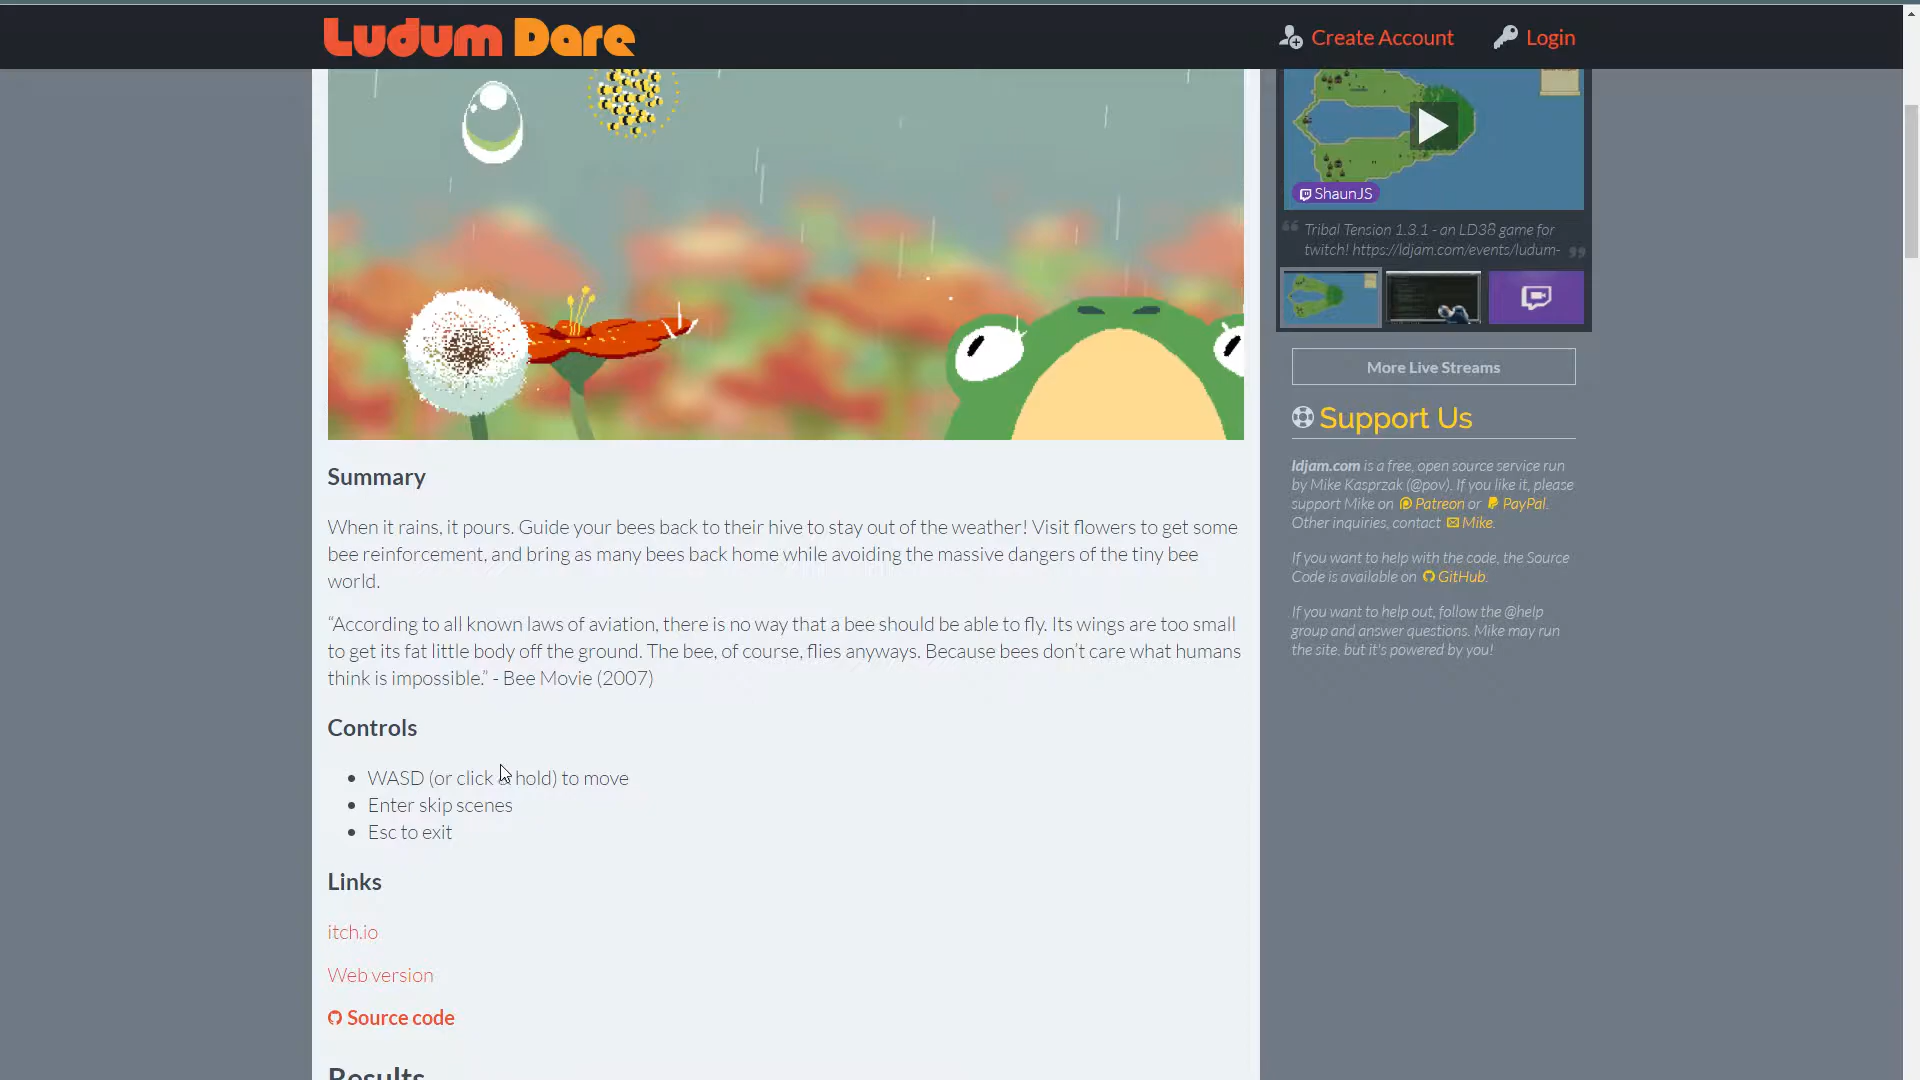 Ludum Dare
Create Account
Login
ShaunJS
Tribal Tension 1.3.1 - an LD38 game for
twitch! https://ldjam.com/events/ludum-
More Live Streams
Support Us
ldjam.com is a free, open source service run
by Mike Kasprzak (@pov). If you like it, please
support Mike on Patreon or PayPal.
Other inquiries, contact Mike.
If you want to help with the code, the Source
Code is available on GitHub.
If you want to help out, follow the @help
group and answer questions. Mike may run
the site, but it's powered by you!
Summary
When it rains, it pours. Guide your bees back to their hive to stay out of the weather! Visit flowers to get some
bee reinforcement, and bring as many bees back home while avoiding the massive dangers of the tiny bee
world.
“According to all known laws of aviation, there is no way that a bee should be able to fly. Its wings are too small
to get its fat little body off the ground. The bee, of course, flies anyways. Because bees don’t care what humans
think is impossible.” - Bee Movie (2007)
Controls
WASD (or click & hold) to move
Enter skip scenes
Esc to exit
Links
itch.io
Web version
Source code
Results